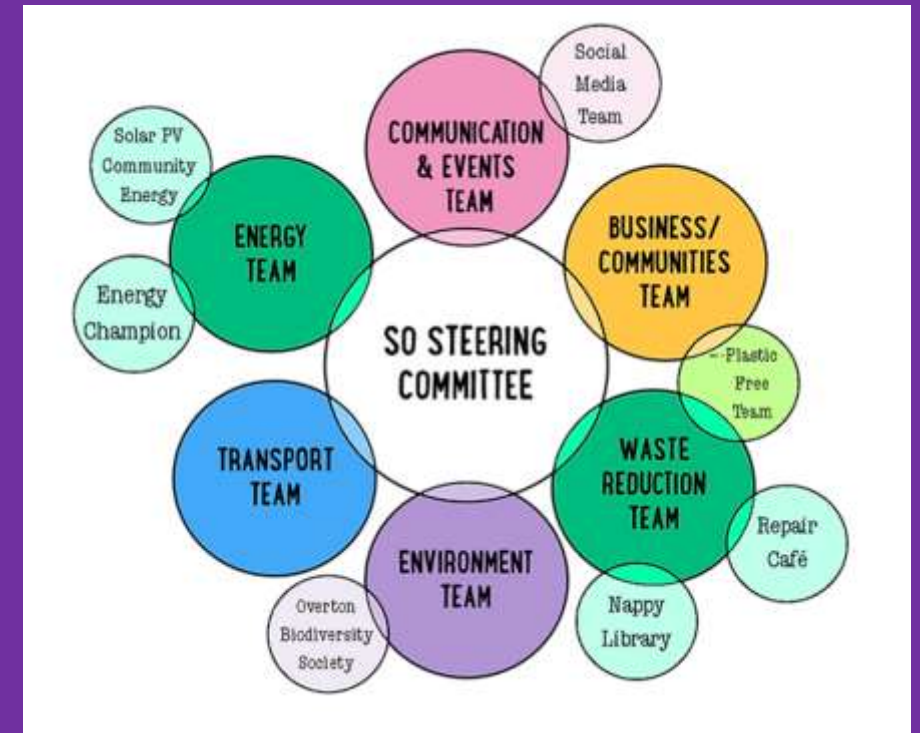 Social
Media
Team
COMMUNICATION
& EVENTS
TEAM
Solar PV
Community
Energy
ENERGY
TEAM
BUSINESS/
COMMUNITIES
TEAM
Energy
Champion
SO STEERING
COMMITTEE
--Plastic
Free
Team
TRANSPORT
TEAM
WASTE
REDUCTION
TEAM
Repair
Café
ENVIRONMENT
TEAM
Overton
Biodiversity
Society
Nappy
Library